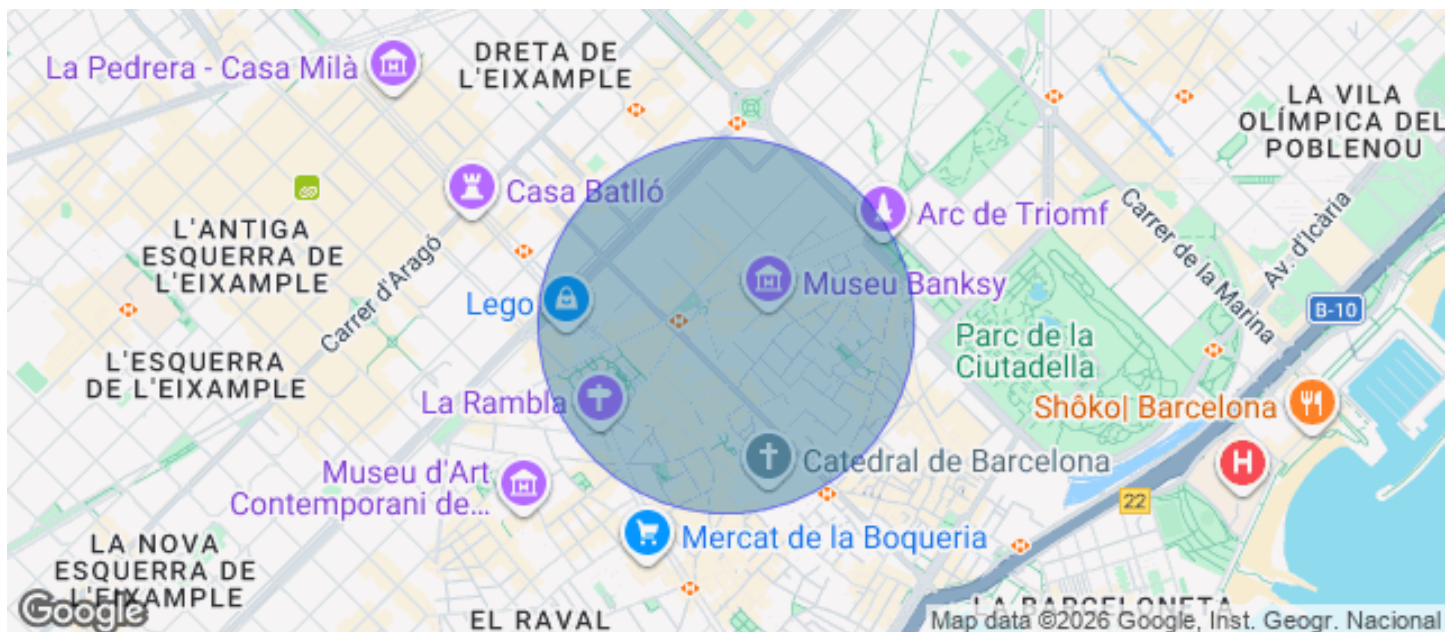 DRETA DE
L'EIXAMPLE
La Pedrera - Casa Milà
LA VILA
OLÍMPICA DEL
POBLENOU
Casa Batlló
Arc de Triomf
L'ANTIGA
ESQUERRA DE
L'EIXAMPLE
Carrer d'Aragó
Carrer de la Marina
Av. d'Icària
Museu Banksy
Lego
B-10
Parc de la
Ciutadella
L'ESQUERRA
DE L'EIXAMPLE
La Rambla
Shôko| Barcelona
Catedral de Barcelona
H
Museu d'Art
Contemporani de...
22
Mercat de la Boqueria
LA NOVA
ESQUERRA DE
L'EIXAMPLE
Google
EL RAVAL
LA BARCELONETA
Map data ©2026 Google, Inst. Geogr. Nacional